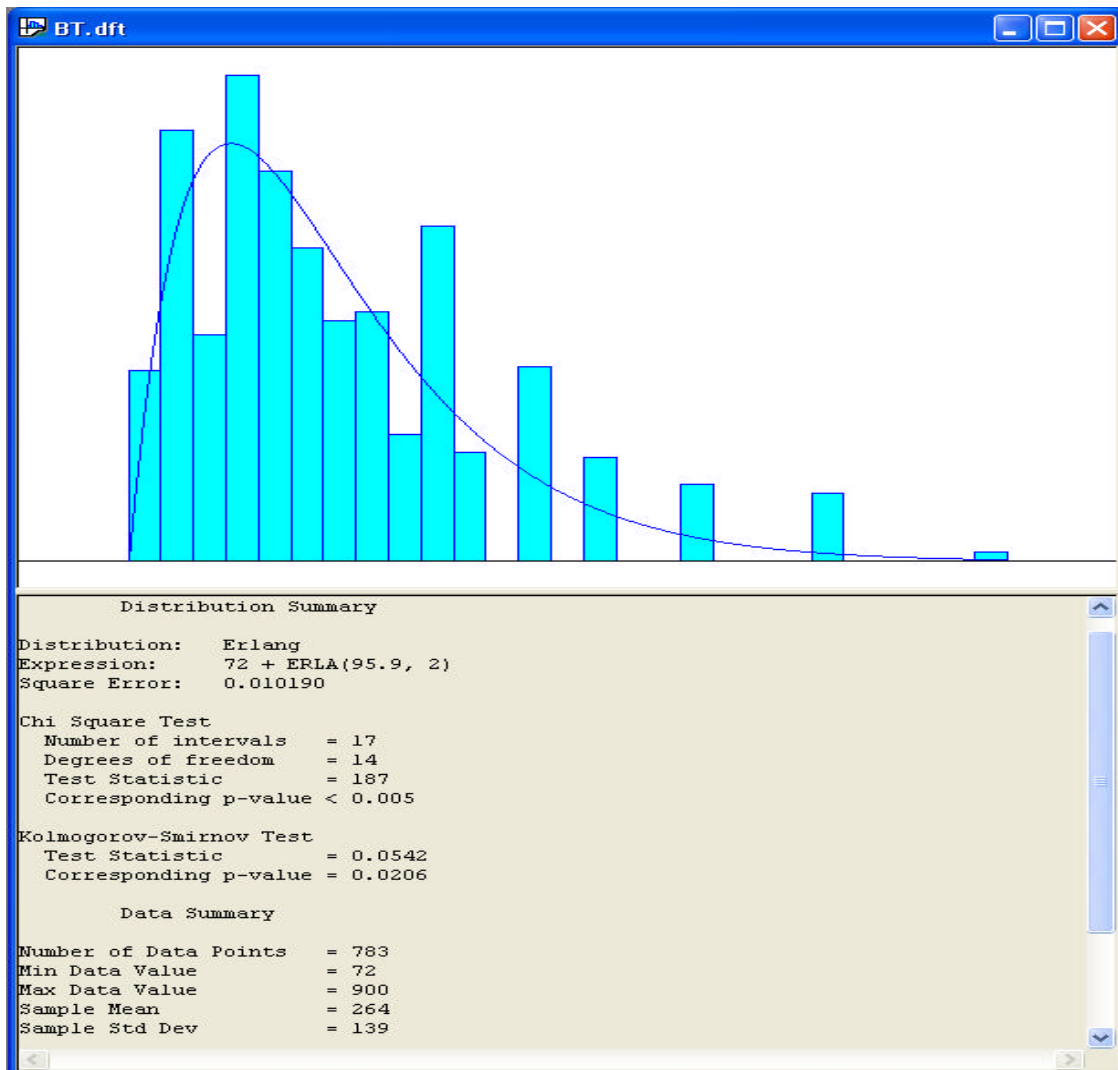 BT.dft
Distribution Summary
Distribution: Erlang
Expression: 72 + ERLA(95.9, 2)
Square Error: 0.010190
Chi Square Test
Number of intervals = 17
Degrees of freedom = 14
Test Statistic = 187
Corresponding p-value < 0.005
Kolmogorov-Smirnov Test
Test Statistic = 0.0542
Corresponding p-value = 0.0206
Data Summary
Number of Data Points = 783
Min Data Value = 72
Max Data Value = 900
Sample Mean = 264
Sample Std Dev = 139